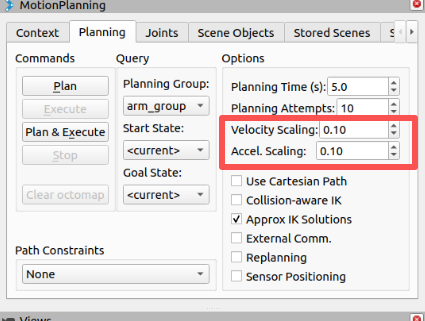 MotionPlanning
Context
Planning
Joints
Scene Objects
Stored Scenes
Commands
Plan
Execute
Plan & Execute
Stop
Clear octomap
Query
Planning Group:
arm_group
Start State:
<current>
Goal State:
<current>
Options
Planning Time (s): 5.0
Planning Attempts: 10
Velocity Scaling: 0.10
Accel. Scaling: 0.10
Use Cartesian Path
Collision-aware IK
Approx IK Solutions
External Comm.
Replanning
Sensor Positioning
Path Constraints
None
Views